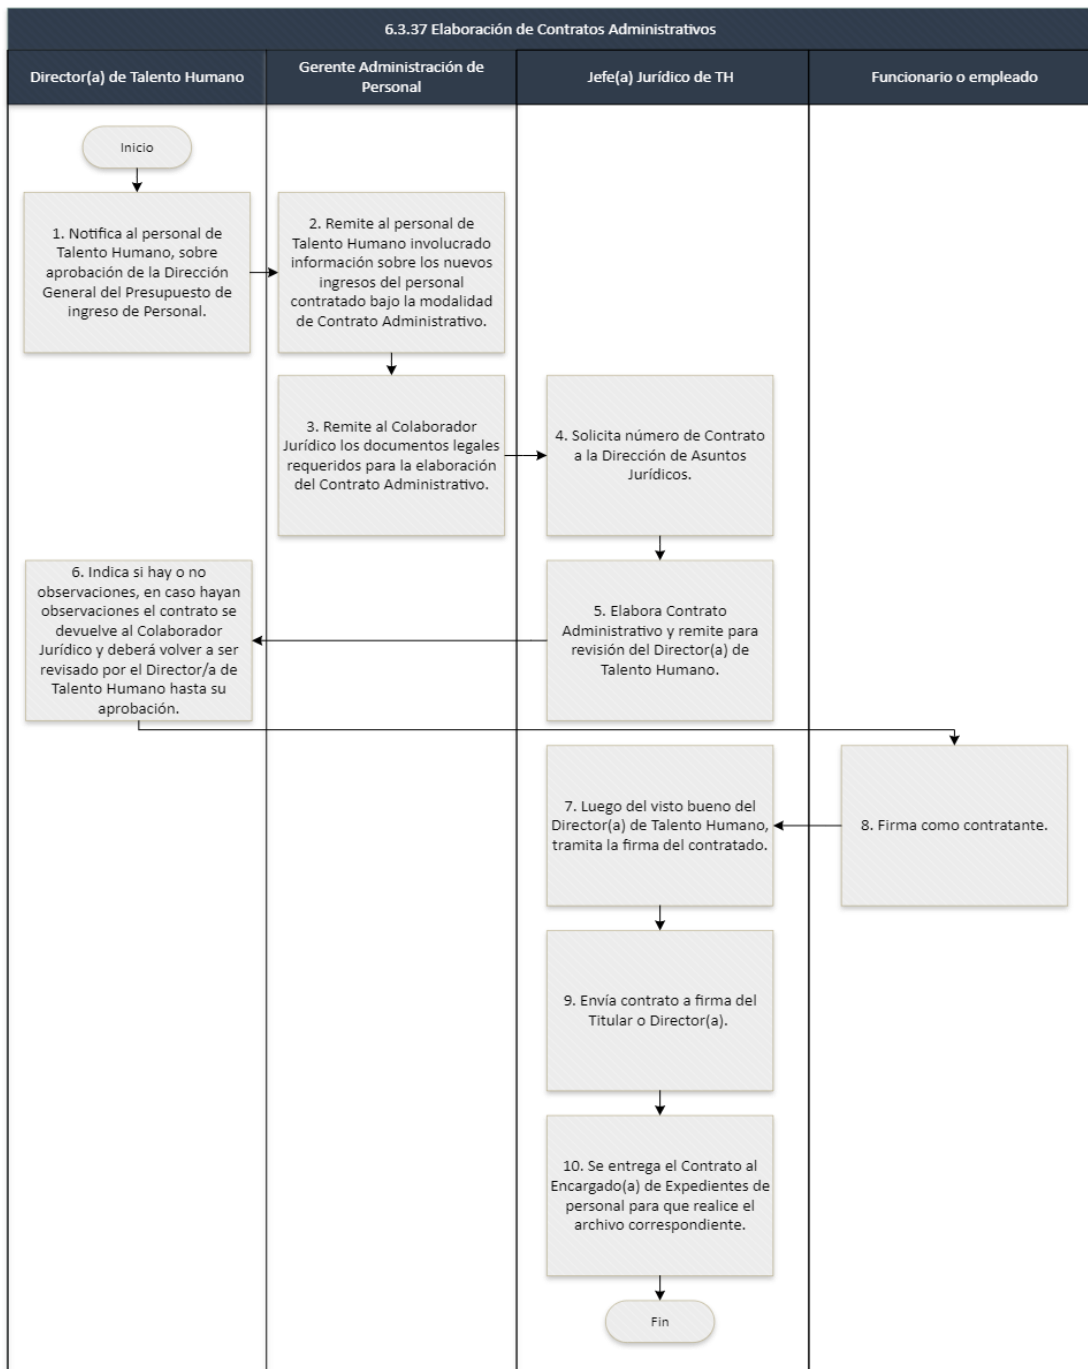 6.3.37 Elaboración de Contratos Administrativos
Director(a) de Talento Humano
Gerente Administración de
Personal
Jefe(a) Jurídico de TH
Funcionario o empleado
Inicio
1. Notifica al personal de
Talento Humano, sobre
aprobación de la Dirección
General del Presupuesto de
ingreso de Personal.
2. Remite al personal de
Talento Humano involucrado
información sobre los nuevos
ingresos del personal
contratado bajo la modalidad
de Contrato Administrativo.
3. Remite al Colaborador
Jurídico los documentos legales
requeridos para la elaboración
del Contrato Administrativo.
4. Solicita número de Contrato
a la Dirección de Asuntos
Jurídicos.
5. Elabora Contrato
Administrativo y remite para
revisión del Director(a) de
Talento Humano.
6. Indica si hay o no
observaciones, en caso hayan
observaciones el contrato se
devuelve al Colaborador
Jurídico y deberá volver a ser
revisado por el Director/a de
Talento Humano hasta su
aprobación.
7. Luego del visto bueno del
Director(a) de Talento Humano,
tramita la firma del contratado.
8. Firma como contratante.
9. Envía contrato a firma del
Titular o Director(a).
10. Se entrega el Contrato al
Encargado(a) de Expedientes de
personal para que realice el
archivo correspondiente.
Fin